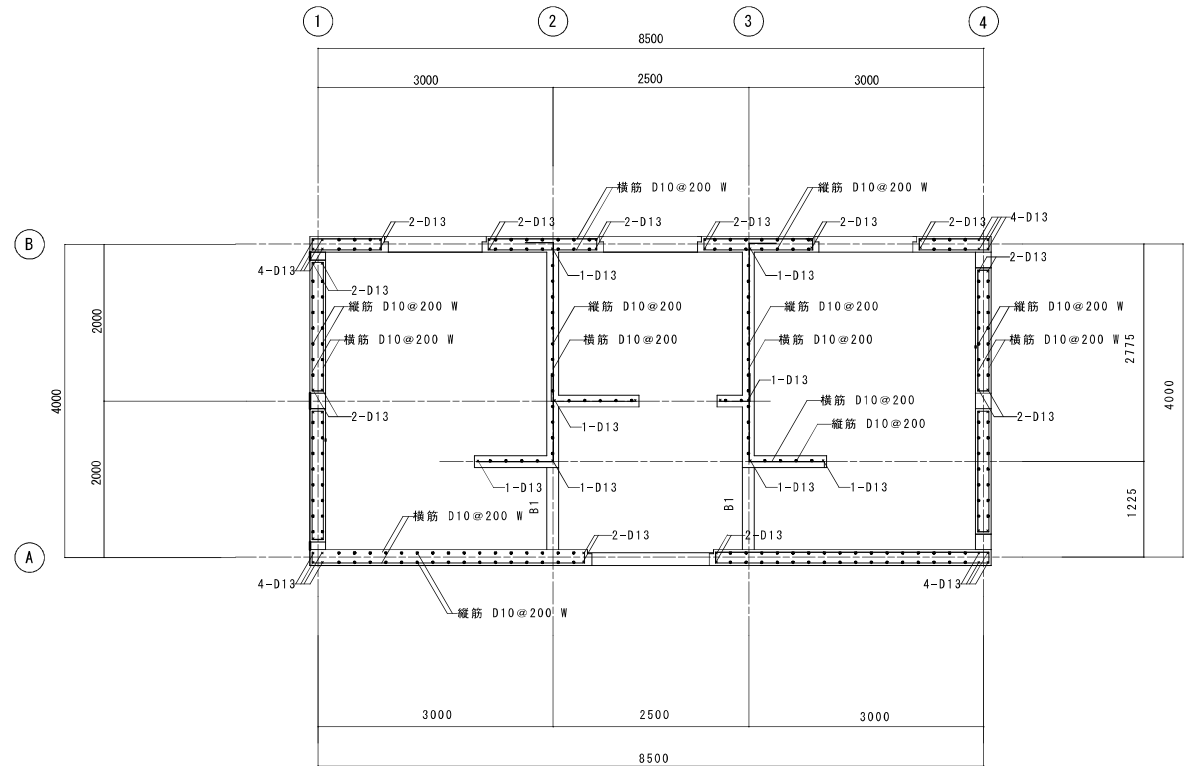 1 2 3 4
8500
3000 2500 3000
横筋 D10@200 W 縦筋 D10@200 W
2-D13 2-D13 2-D13 2-D13 2-D13 2-D13 4-D13
B
2-D13
4-D13 1-D13 1-D13
2-D13
縦筋 D10@200 W 縦筋 D10@200 縦筋 D10@200 縦筋 D10@200 W
2000
横筋 D10@200 W 横筋 D10@200 横筋 D10@200 横筋 D10@200 W
2775
1-D13
4000 4000
横筋 D10@200
2-D13 2-D13
1-D13 縦筋 D10@200
2000
1-D13 1-D13 1-D13 1-D13
B1 B1
1225
横筋 D10@200 W
2-D13 2-D13
A
4-D13 4-D13
縦筋 D10@200 W
3000 2500 3000
8500